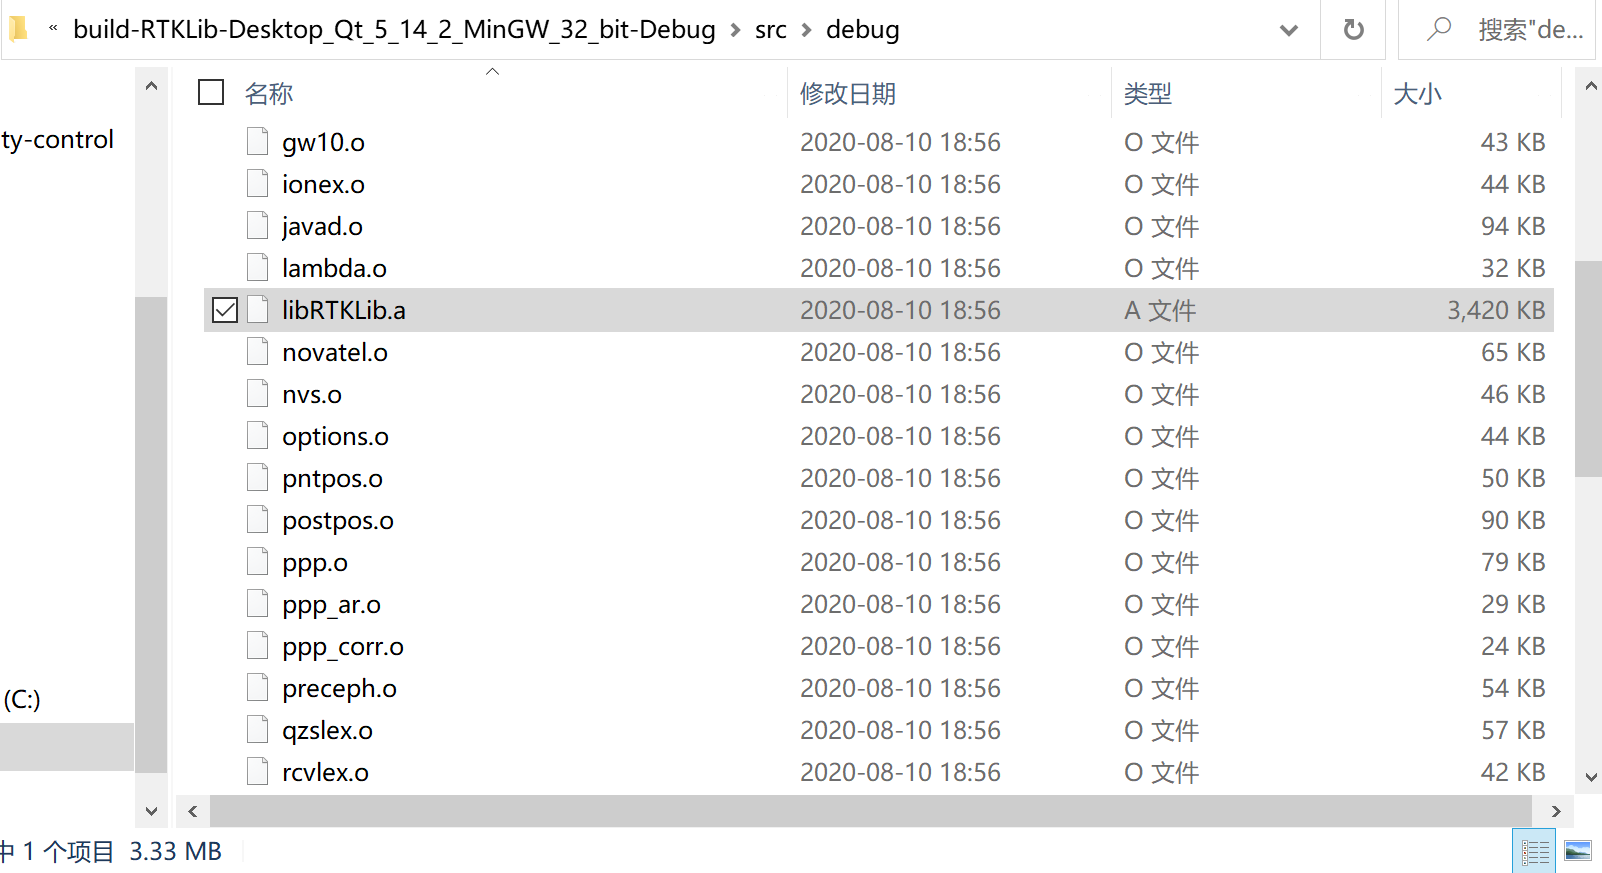 « build-RTKLib-Desktop_Qt_5_14_2_MinGW_32_bit-Debug > src > debug
搜索"de...
ty-control
(C:)
名称 修改日期 类型 大小
gw10.o 2020-08-10 18:56 O 文件 43 KB
ionex.o 2020-08-10 18:56 O 文件 44 KB
javad.o 2020-08-10 18:56 O 文件 94 KB
lambda.o 2020-08-10 18:56 O 文件 32 KB
libRTKLib.a 2020-08-10 18:56 A 文件 3,420 KB
novatel.o 2020-08-10 18:56 O 文件 65 KB
nvs.o 2020-08-10 18:56 O 文件 46 KB
options.o 2020-08-10 18:56 O 文件 44 KB
pntpos.o 2020-08-10 18:56 O 文件 50 KB
postpos.o 2020-08-10 18:56 O 文件 90 KB
ppp.o 2020-08-10 18:56 O 文件 79 KB
ppp_ar.o 2020-08-10 18:56 O 文件 29 KB
ppp_corr.o 2020-08-10 18:56 O 文件 24 KB
preceph.o 2020-08-10 18:56 O 文件 54 KB
qzslex.o 2020-08-10 18:56 O 文件 57 KB
rcvlex.o 2020-08-10 18:56 O 文件 42 KB
中 1 个项目 3.33 MB